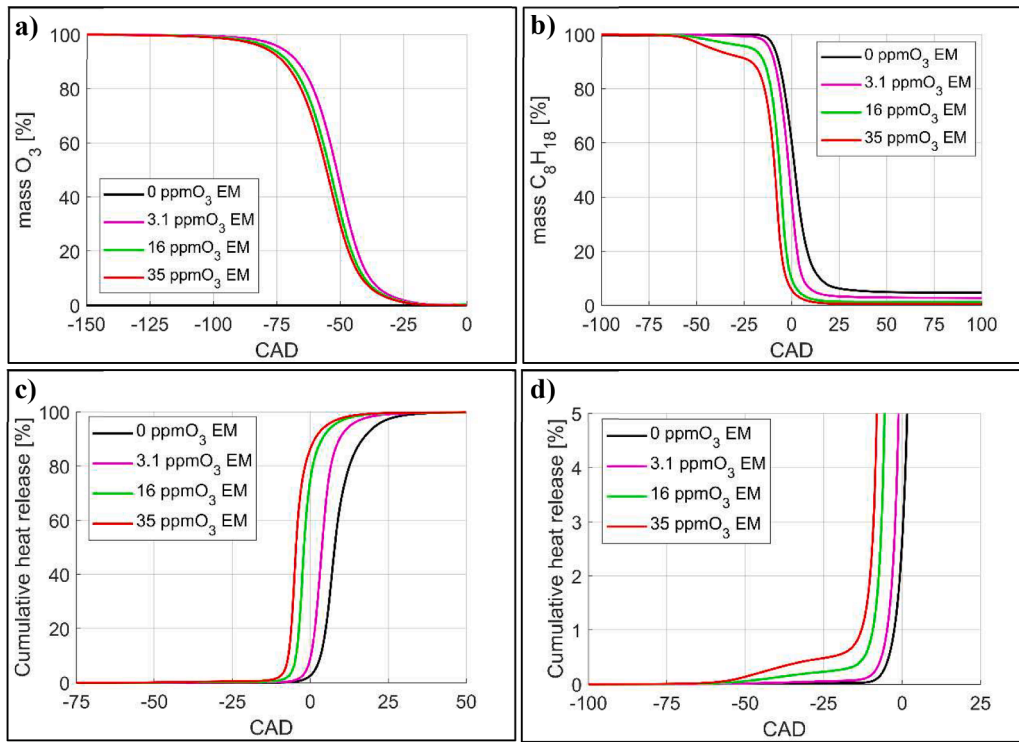 a)
mass O3 [%]
100
80
60
40
20
0
0 ppmO3 EM
3.1 ppmO3 EM
16 ppmO3 EM
35 ppmO3 EM
-150
-125
-100
-75
-50
-25
0
CAD
b)
mass C8H18 [%]
100
80
60
40
20
0
0 ppmO3 EM
3.1 ppmO3 EM
16 ppmO3 EM
35 ppmO3 EM
-100
-75
-50
-25
0
25
50
75
100
CAD
c)
Cumulative heat release [%]
100
80
60
40
20
0
0 ppmO3 EM
3.1 ppmO3 EM
16 ppmO3 EM
35 ppmO3 EM
-75
-50
-25
0
25
50
CAD
d)
Cumulative heat release [%]
5
4
3
2
1
0
0 ppmO3 EM
3.1 ppmO3 EM
16 ppmO3 EM
35 ppmO3 EM
-100
-75
-50
-25
0
25
CAD